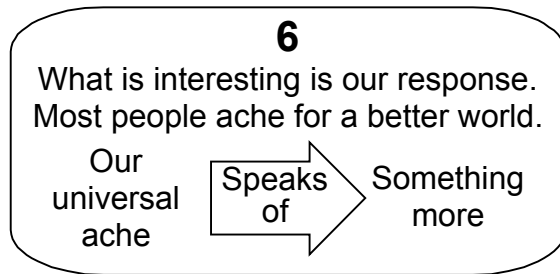 6
What is interesting is our response.
Most people ache for a better world.
Our
universal
ache
Speaks
of
Something
more